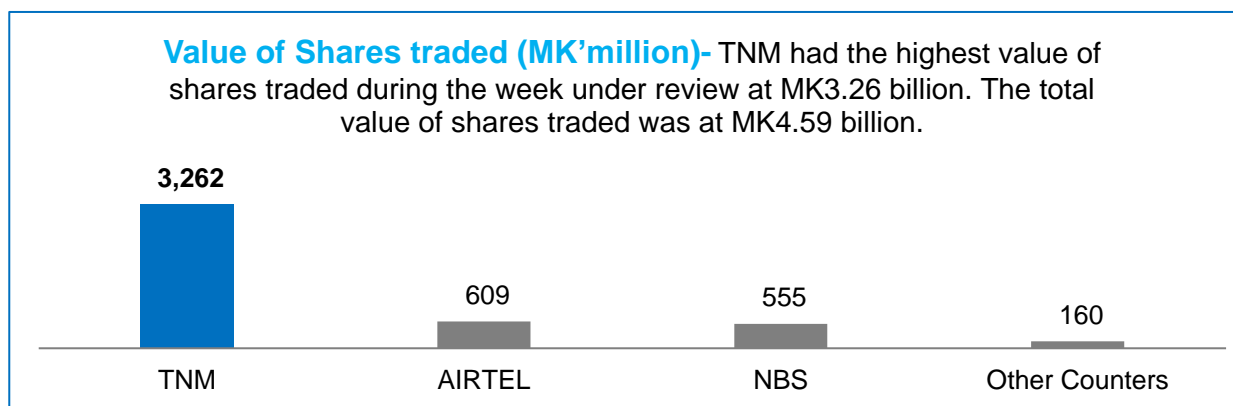 Value of Shares traded (MK’million)- TNM had the highest value of
shares traded during the week under review at MK3.26 billion. The total
value of shares traded was at MK4.59 billion.
3,262
609
555
160
TNM
AIRTEL
NBS
Other Counters